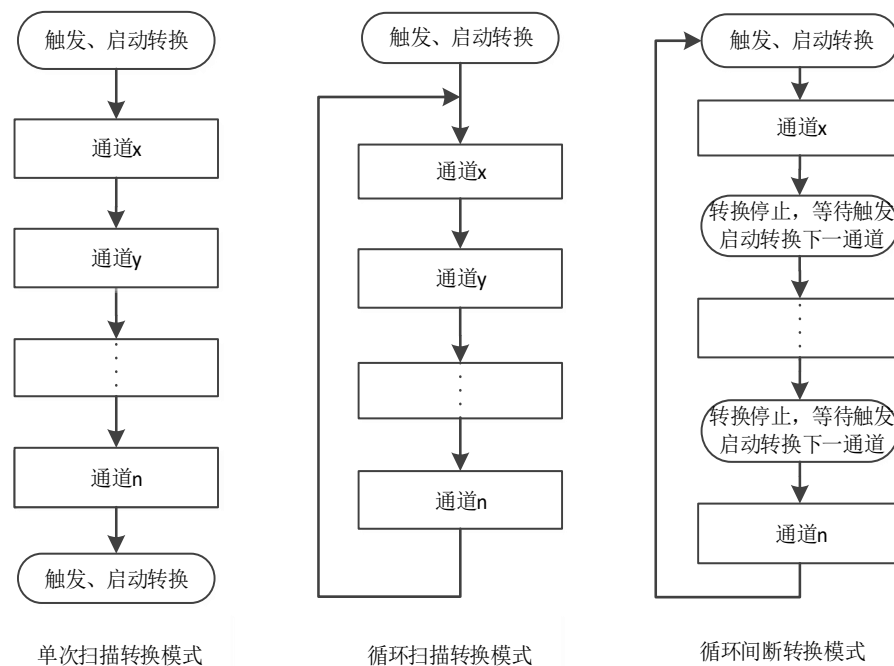 触发、启动转换
通道x
通道y
.....
通道n
触发、启动转换
单次扫描转换模式
触发、启动转换
通道x
通道y
.....
通道n
循环扫描转换模式
触发、启动转换
通道x
转换停止，等待触发
启动转换下一通道
.....
转换停止，等待触发
启动转换下一通道
通道n
循环间断转换模式